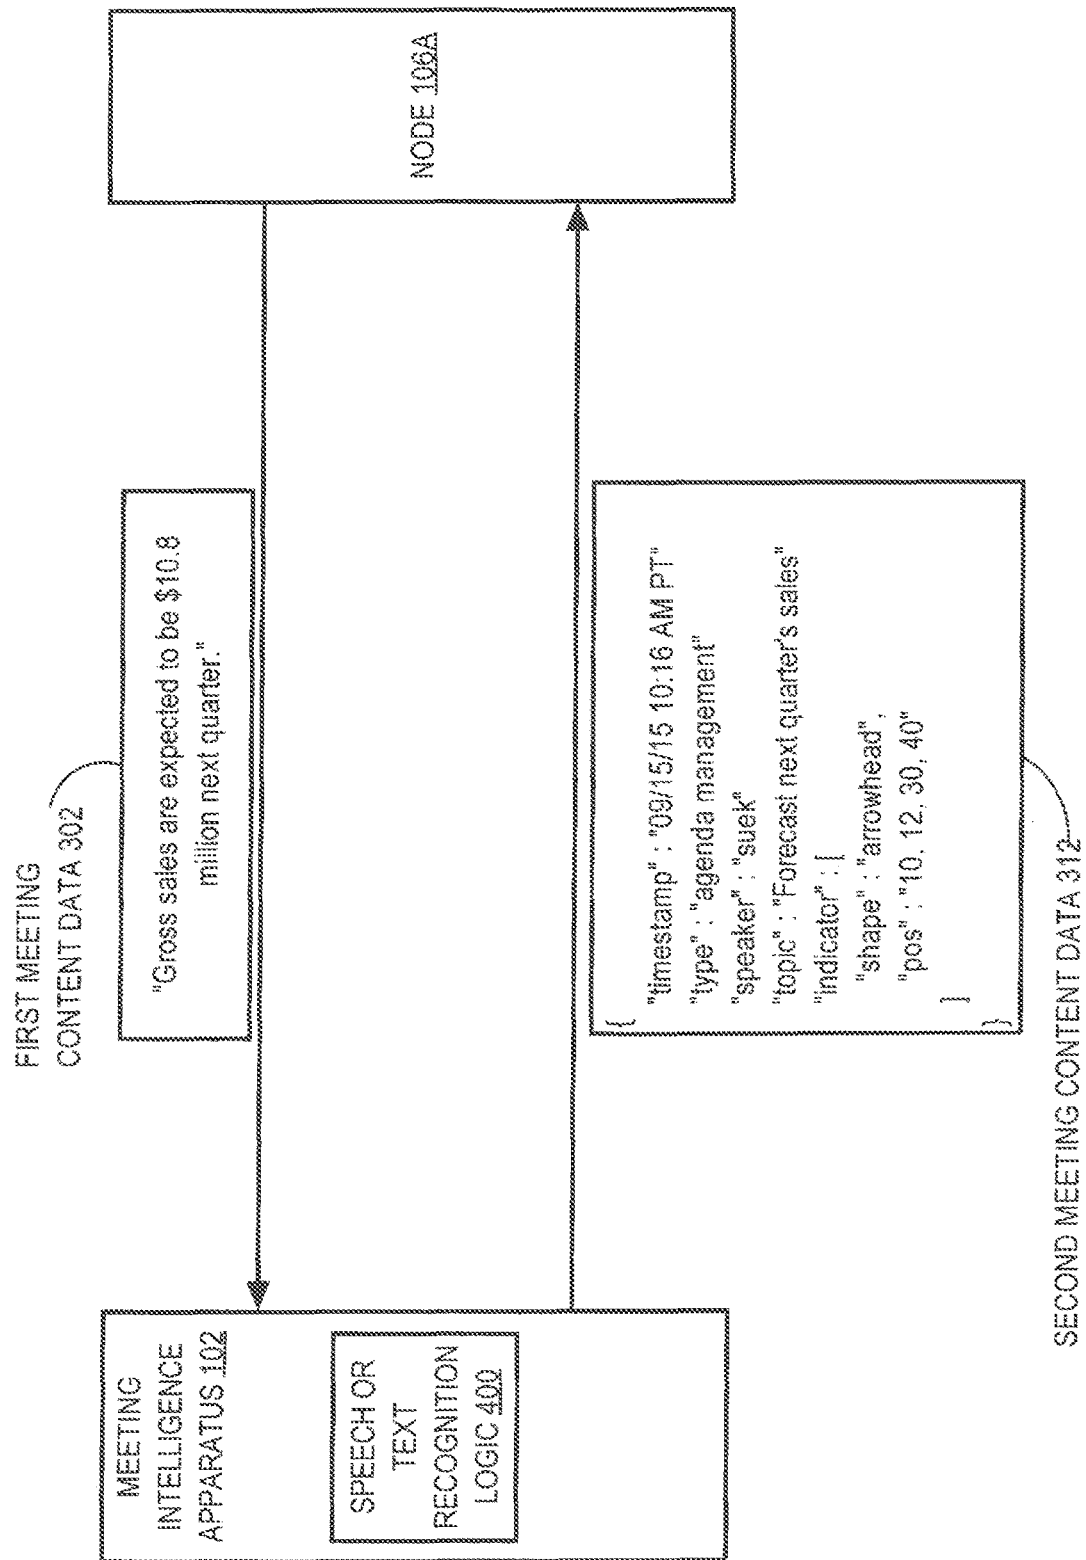 FIRST MEETING
CONTENT DATA 302
"Gross sales are expected to be $10.8
million next quarter."
MEETING
INTELLIGENCE
APPARATUS 102
SPEECH OR
TEXT
RECOGNITION
LOGIC 400
NODE 106A
{
"timestamp" : "09/15/15 10:16 AM PT"
"type" : "agenda management"
"speaker" : "suek"
"topic" : "Forecast next quarter's sales"
"indicator" : [
"shape" : "arrowhead",
"pos" : "10, 12, 30, 40"
]
}
SECOND MEETING CONTENT DATA 312